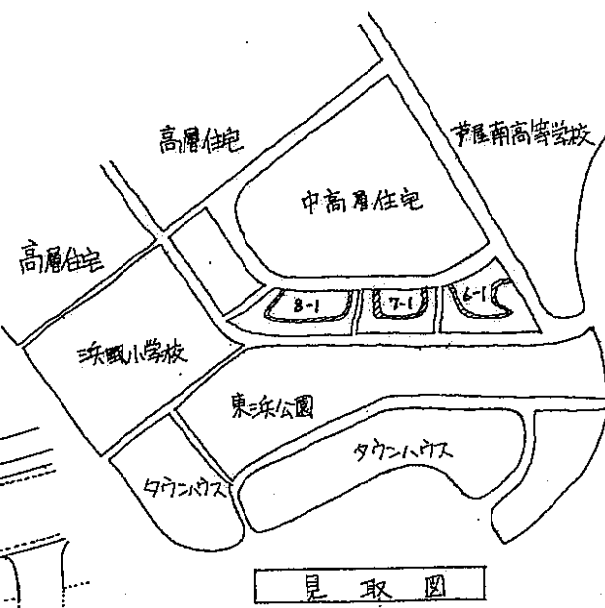 高層住宅
芦屋南高等学校
中高層住宅
高層住宅
8-1
7-1
6-1
浜風小学校
東浜公園
タウンハウス
タウンハウス
見取図